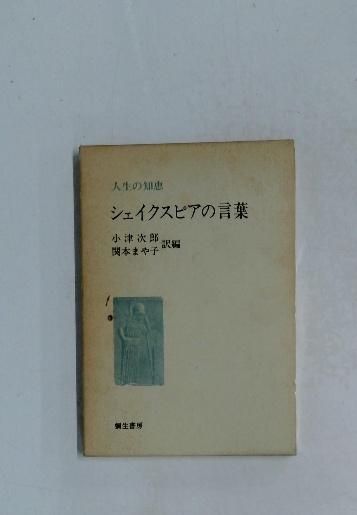 人生の知恵
シェイクスピアの言葉
小津次郎
関本まや子 訳編
彌生書房